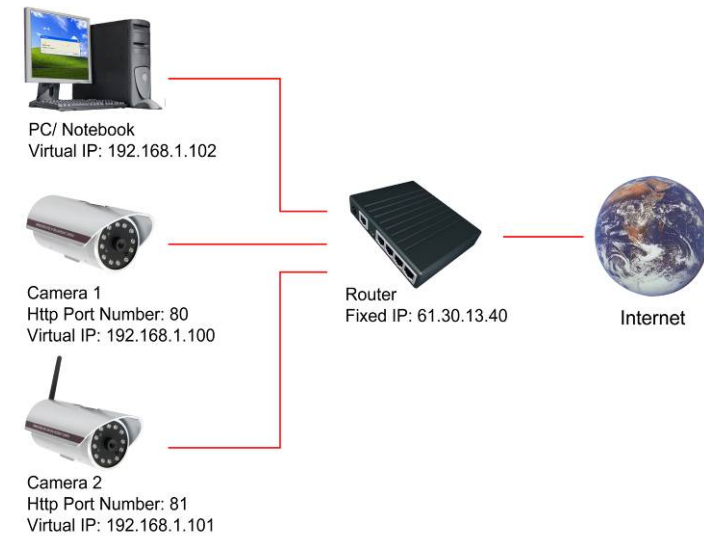 PC/ Notebook
Virtual IP: 192.168.1.102
Camera 1
Http Port Number: 80
Virtual IP: 192.168.1.100
Router
Fixed IP: 61.30.13.40
Internet
Camera 2
Http Port Number: 81
Virtual IP: 192.168.1.101